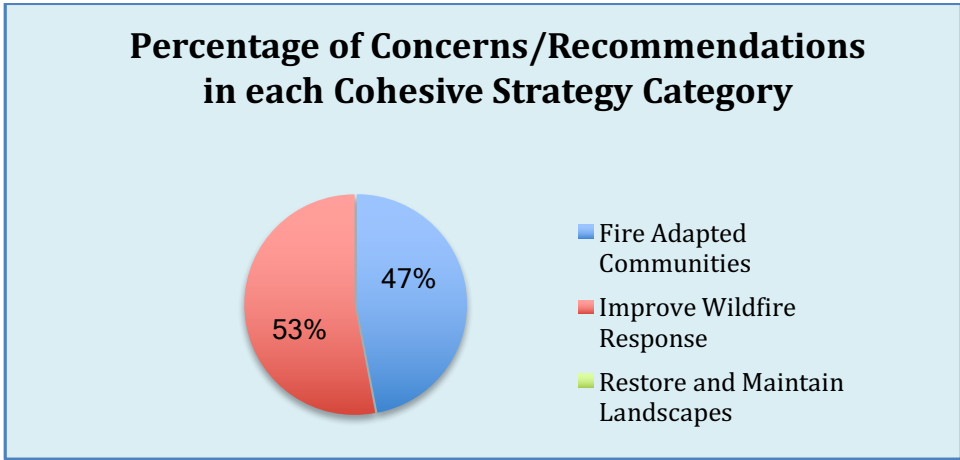 Percentage of Concerns/Recommendations
in each Cohesive Strategy Category
47%
53%
Fire Adapted
Communities
Improve Wildfire
Response
Restore and Maintain
Landscapes